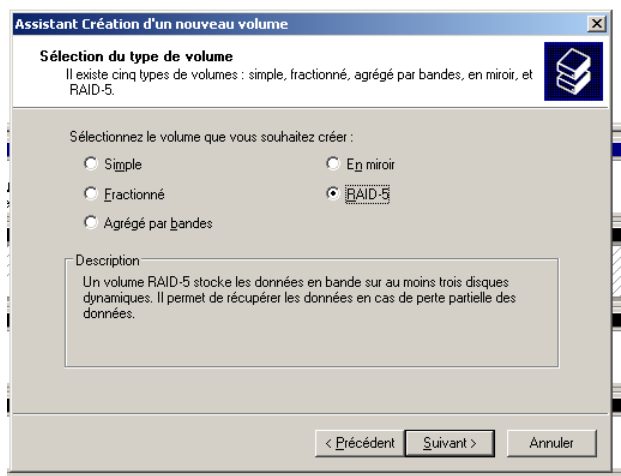 Assistant Création d'un nouveau volume
Sélection du type de volume
Il existe cinq types de volumes : simple, fractionné, agrégé par bandes, en miroir, et
RAID-5.
Sélectionnez le volume que vous souhaitez créer :
Simple
En miroir
Fractionné
RAID-5
Agrégé par bandes
Description
Un volume RAID-5 stocke les données en bande sur au moins trois disques
dynamiques. Il permet de récupérer les données en cas de perte partielle des
données.
< Précédent
Suivant >
Annuler